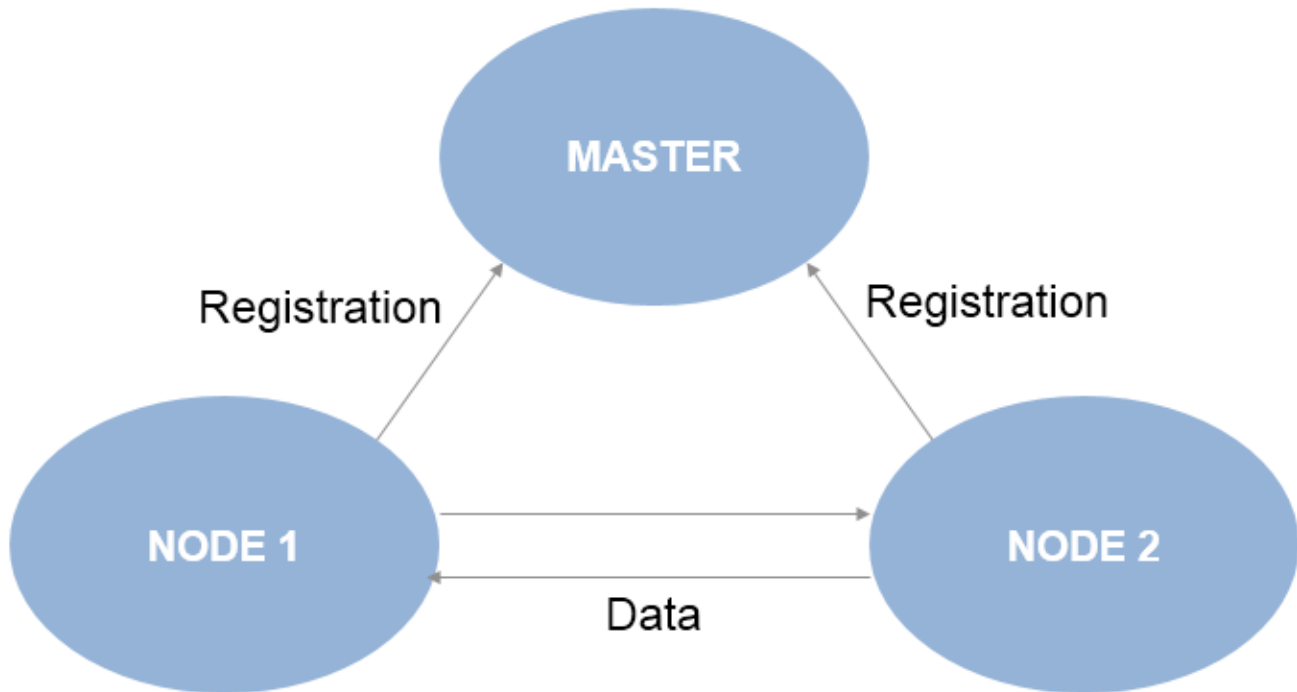 MASTER
Registration
Registration
NODE 1
NODE 2
Data